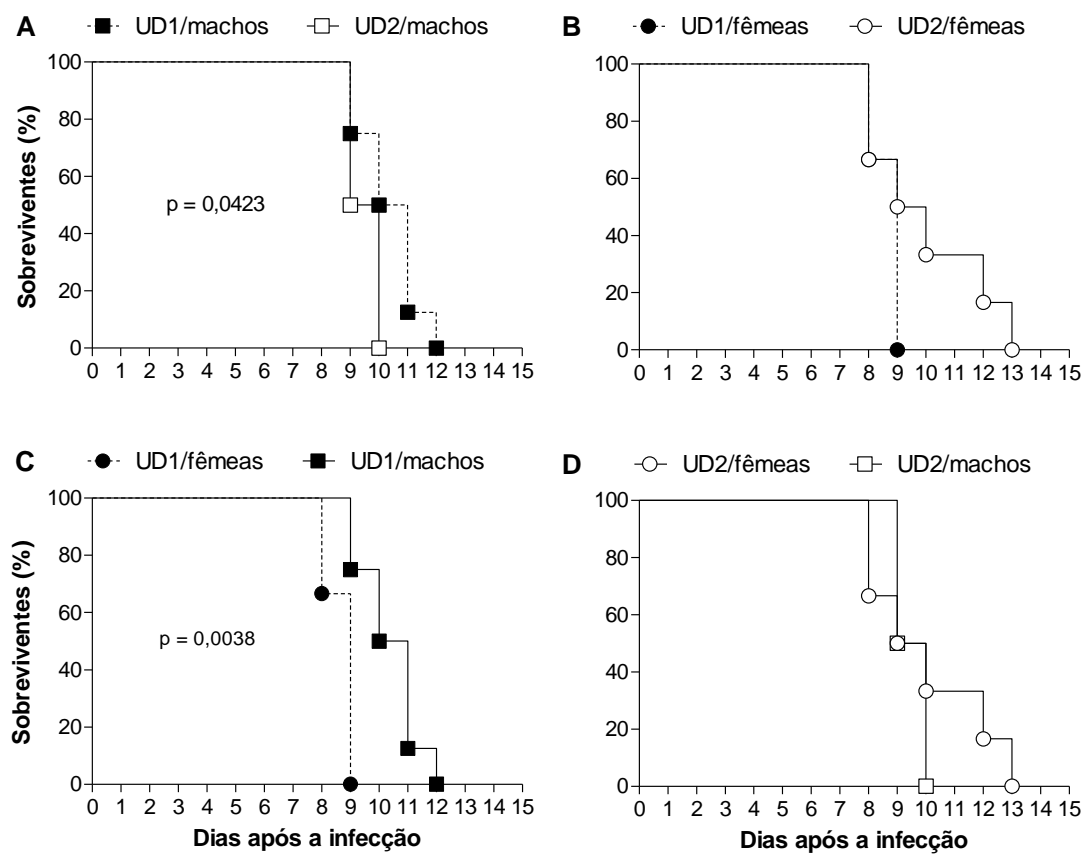 A UD1/machos UD2/machos
B UD1/fêmeas UD2/fêmeas
Sobreviventes (%)
100
80
60
40
20
0
p = 0,0423
0 1 2 3 4 5 6 7 8 9 10 11 12 13 14 15
100
80
60
40
20
0
0 1 2 3 4 5 6 7 8 9 10 11 12 13 14 15
C UD1/fêmeas UD1/machos
D UD2/fêmeas UD2/machos
Sobreviventes (%)
100
80
60
40
20
0
p = 0,0038
0 1 2 3 4 5 6 7 8 9 10 11 12 13 14 15
Dias após a infecção
100
80
60
40
20
0
0 1 2 3 4 5 6 7 8 9 10 11 12 13 14 15
Dias após a infecção